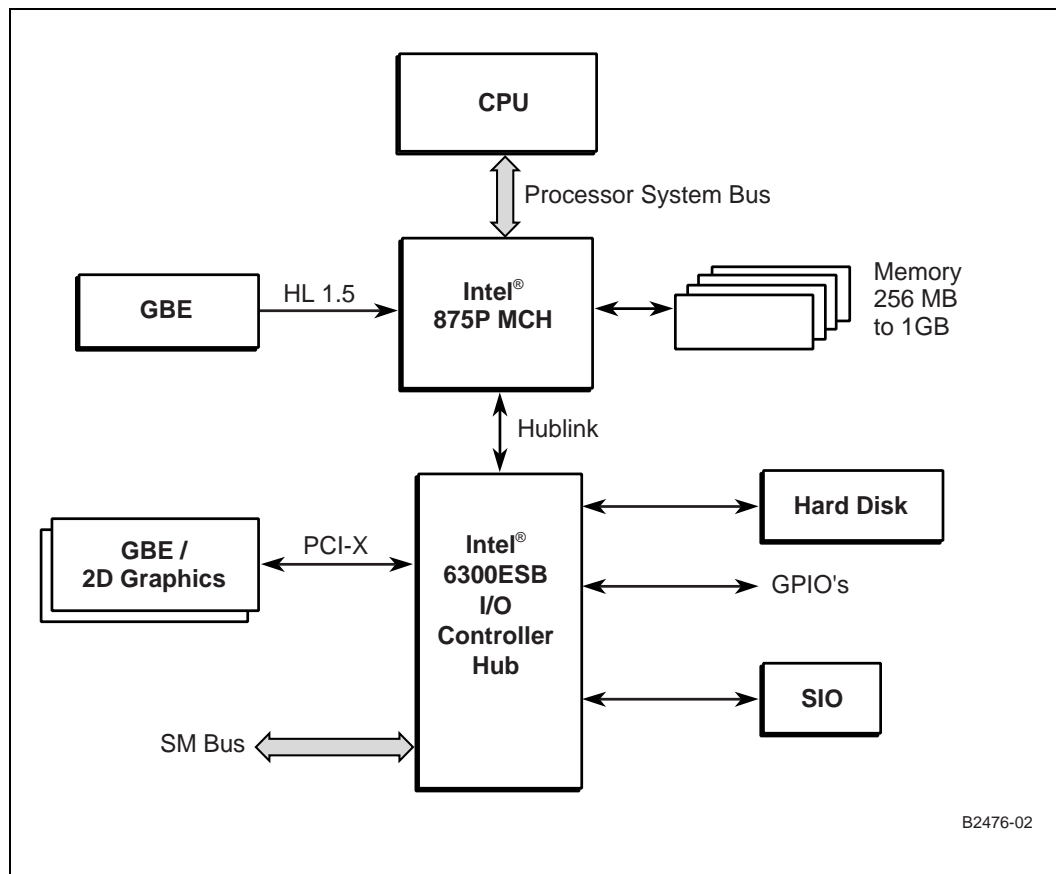 CPU
Processor System Bus
GBE
HL 1.5
Intel®
875P MCH
Memory
256 MB
to 1GB
Hublink
GBE /
2D Graphics
PCI-X
Intel®
6300ESB
I/O
Controller
Hub
Hard Disk
GPIO's
SIO
SM Bus
B2476-02